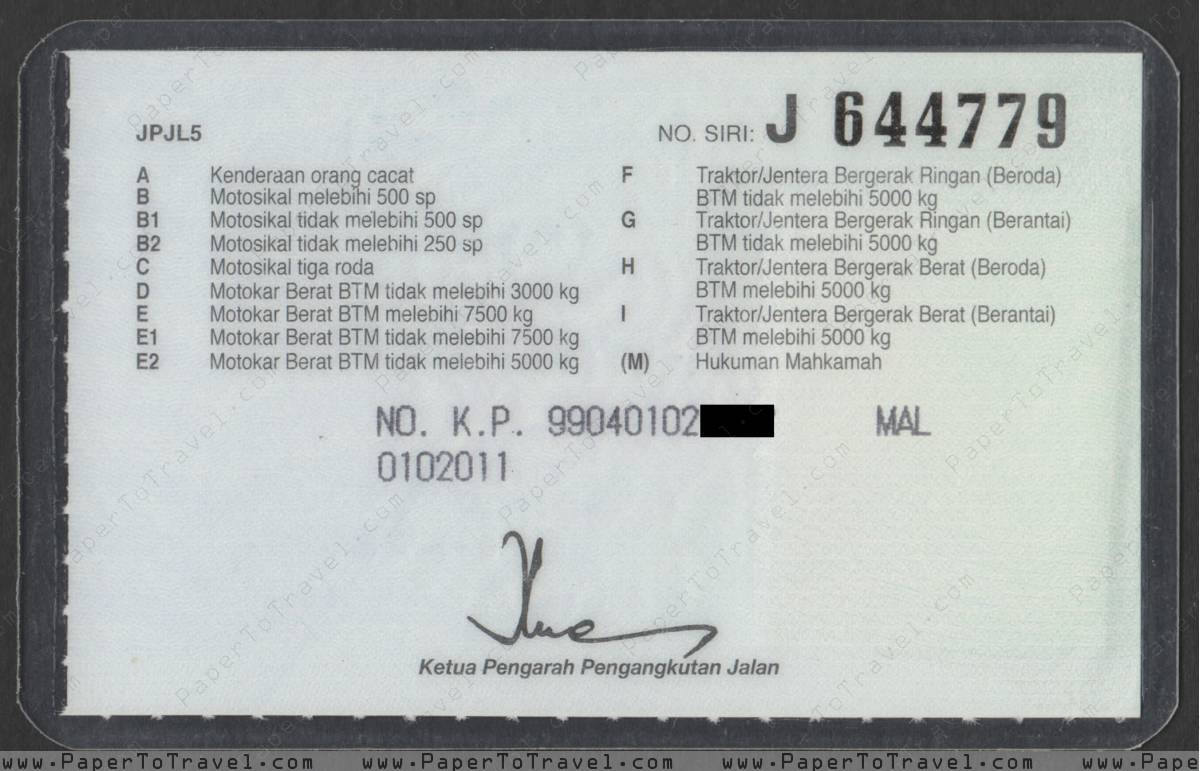 JPJL5
NO. SIRI: J 644779
A Kenderaan orang cacat
B Motosikal melebihi 500 sp
B1 Motosikal tidak melebihi 500 sp
B2 Motosikal tidak melebihi 250 sp
C Motosikal tiga roda
D Motokar Berat BTM tidak melebihi 3000 kg
E Motokar Berat BTM melebihi 7500 kg
E1 Motokar Berat BTM tidak melebihi 7500 kg
E2 Motokar Berat BTM tidak melebihi 5000 kg
F Traktor/Jentera Bergerak Ringan (Beroda)
BTM tidak melebihi 5000 kg
G Traktor/Jentera Bergerak Ringan (Berantai)
BTM tidak melebihi 5000 kg
H Traktor/Jentera Bergerak Berat (Beroda)
BTM melebihi 5000 kg
I Traktor/Jentera Bergerak Berat (Berantai)
BTM melebihi 5000 kg
(M) Hukuman Mahkamah
NO. K.P. 99040102 MAL
0102011
Ketua Pengarah Pengangkutan Jalan
www.PaperToTravel.com www.PaperToTravel.com www.PaperToTravel.com www.Pape